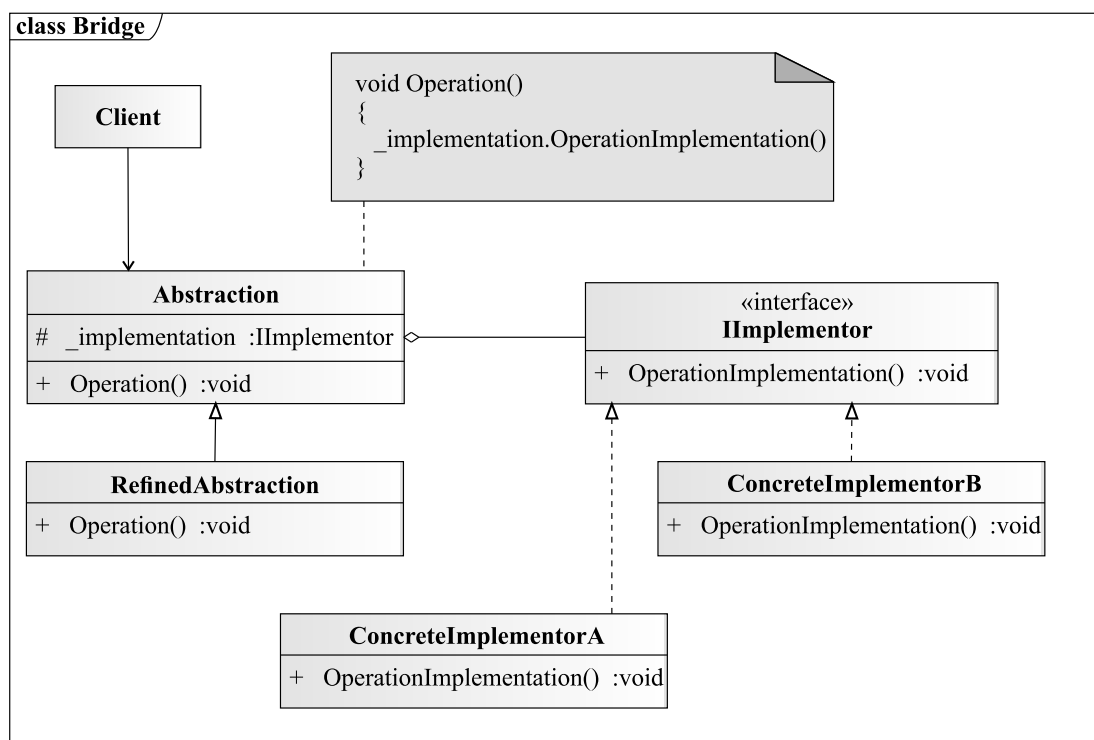 class Bridge
void Operation()
{
_implementation.OperationImplementation()
}
Client
Abstraction
# _implementation :IImplementor
+ Operation() :void
«interface»
IImplementor
+ OperationImplementation() :void
RefinedAbstraction
+ Operation() :void
ConcreteImplementorB
+ OperationImplementation() :void
ConcreteImplementorA
+ OperationImplementation() :void